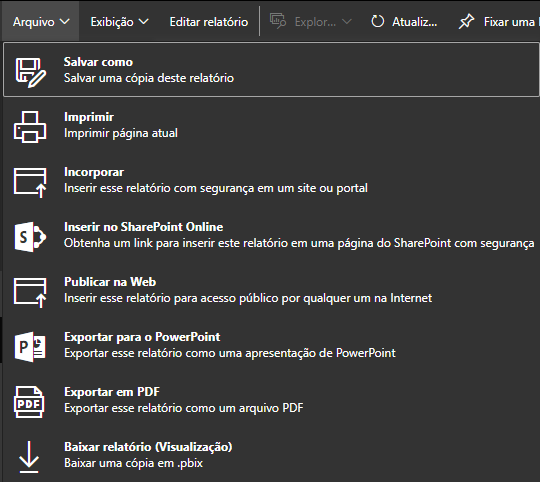 Arquivo Exibição Editar relatório Explor... Atualiz... Fixar uma
Salvar como
Salvar uma cópia deste relatório
Imprimir
Imprimir página atual
Incorporar
Inserir esse relatório com segurança em um site ou portal
S
Inserir no SharePoint Online
Obtenha um link para inserir este relatório em uma página do SharePoint com segurança
Publicar na Web
Inserir esse relatório para acesso público por qualquer um na Internet
P
Exportar para o PowerPoint
Exportar esse relatório como uma apresentação de PowerPoint
PDF
Exportar em PDF
Exportar esse relatório como um arquivo PDF
Baixar relatório (Visualização)
Baixar uma cópia em .pbix